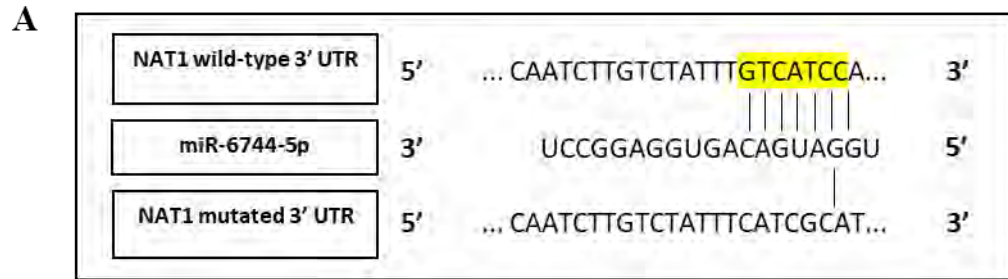 A
NAT1 wild-type 3’ UTR 5’ ... CAATCTTGTCTATTTGTCATCCA... 3’
miR-6744-5p 3’ UCCGGAGGUGACAGUAGGU 5’
NAT1 mutated 3’ UTR 5’ ... CAATCTTGTCTATTTCATCGCAT... 3’